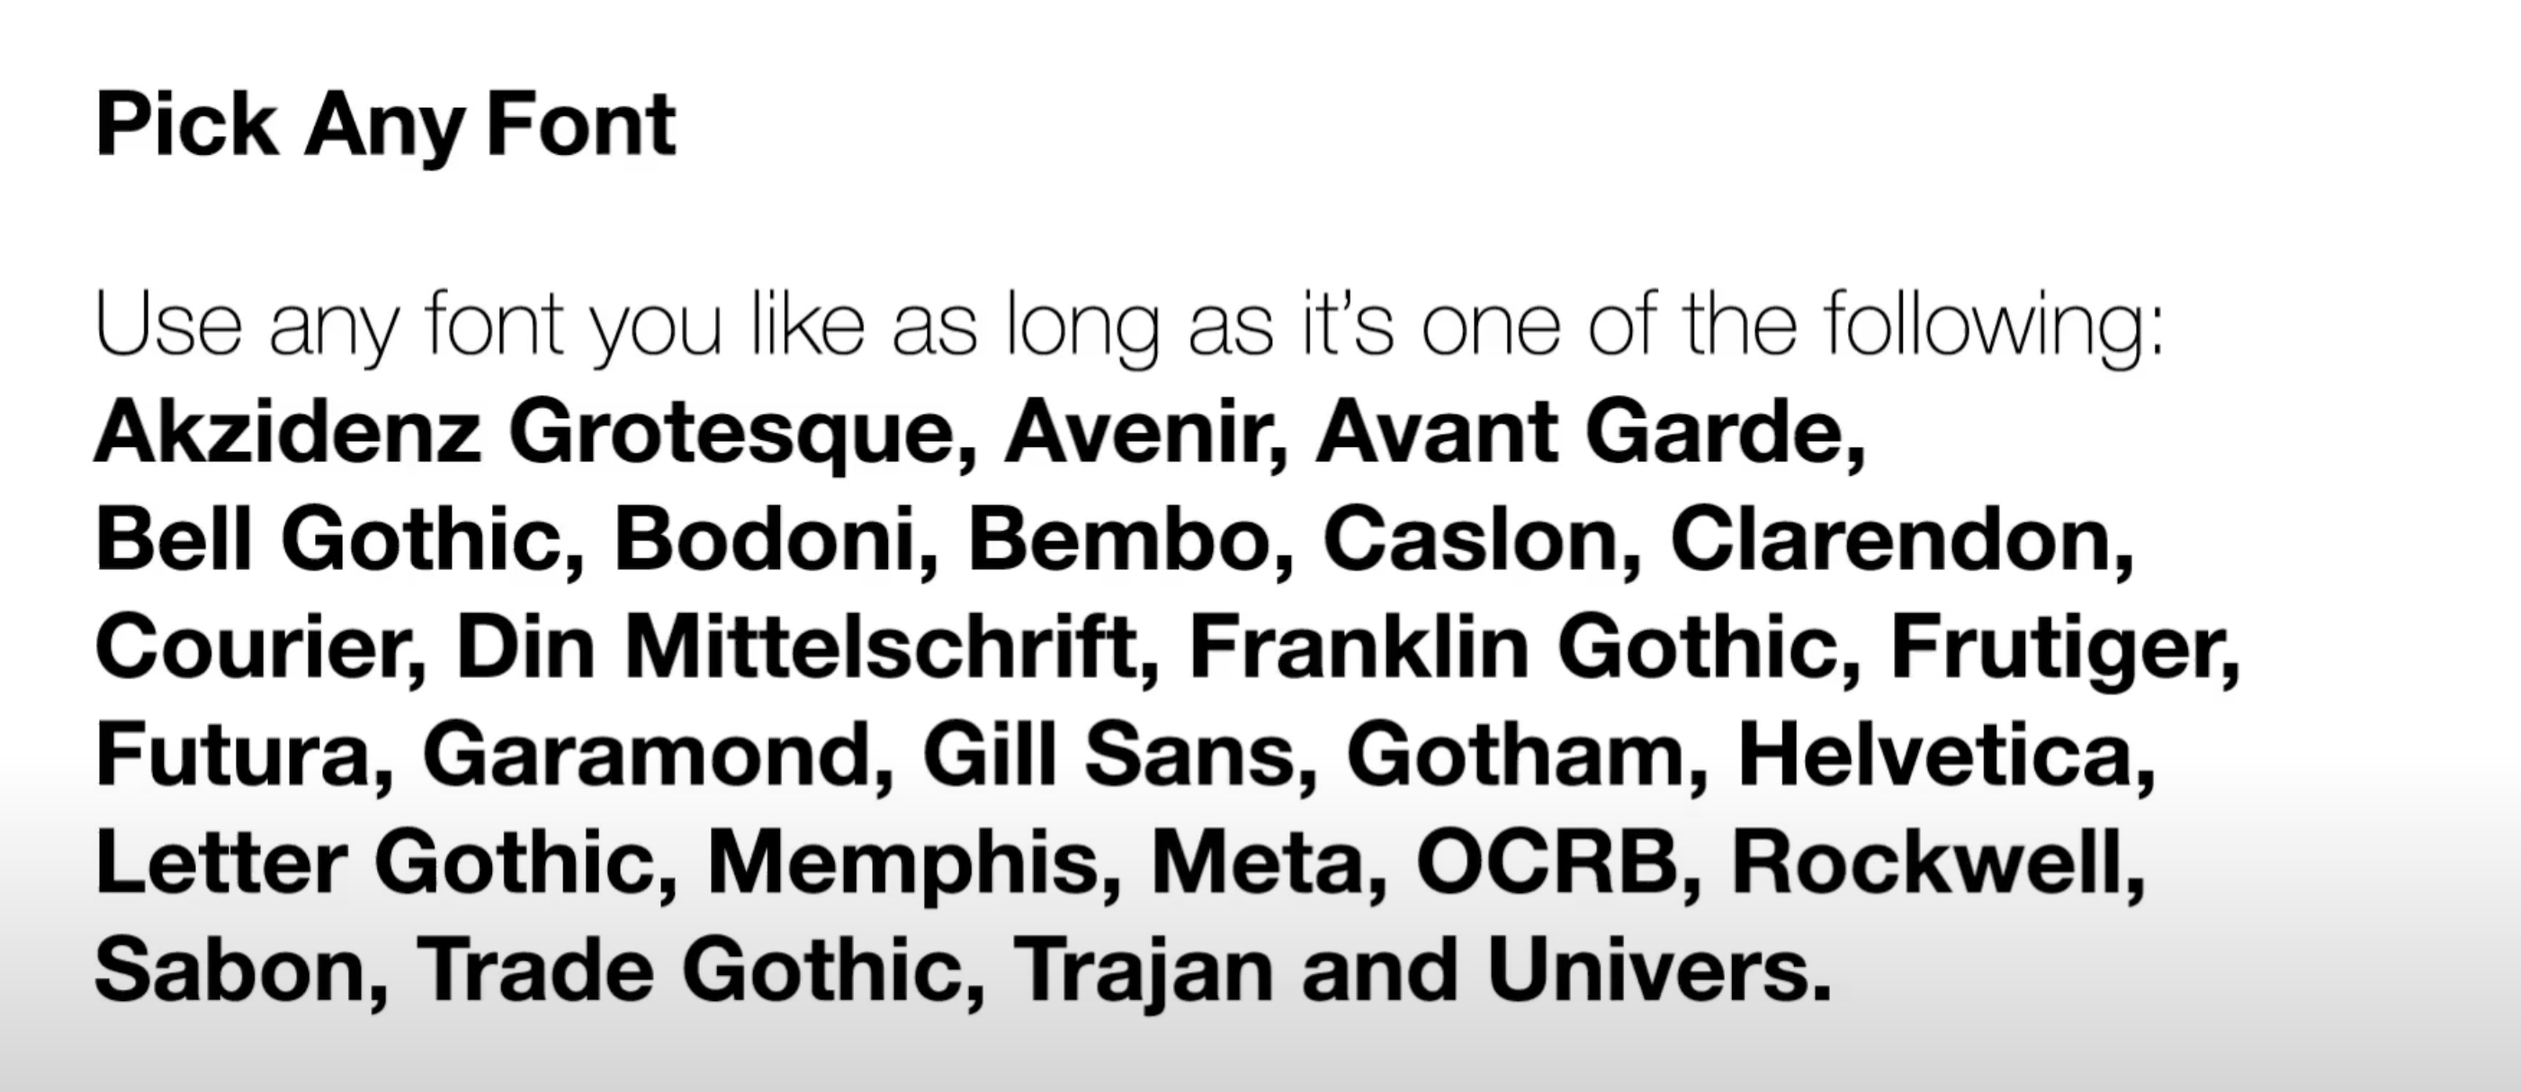 Pick Any Font
Use any font you like as long as it’s one of the following:
Akzidenz Grotesque, Avenir, Avant Garde,
Bell Gothic, Bodoni, Bembo, Caslon, Clarendon,
Courier, Din Mittelschrift, Franklin Gothic, Frutiger,
Futura, Garamond, Gill Sans, Gotham, Helvetica,
Letter Gothic, Memphis, Meta, OCRB, Rockwell,
Sabon, Trade Gothic, Trajan and Univers.